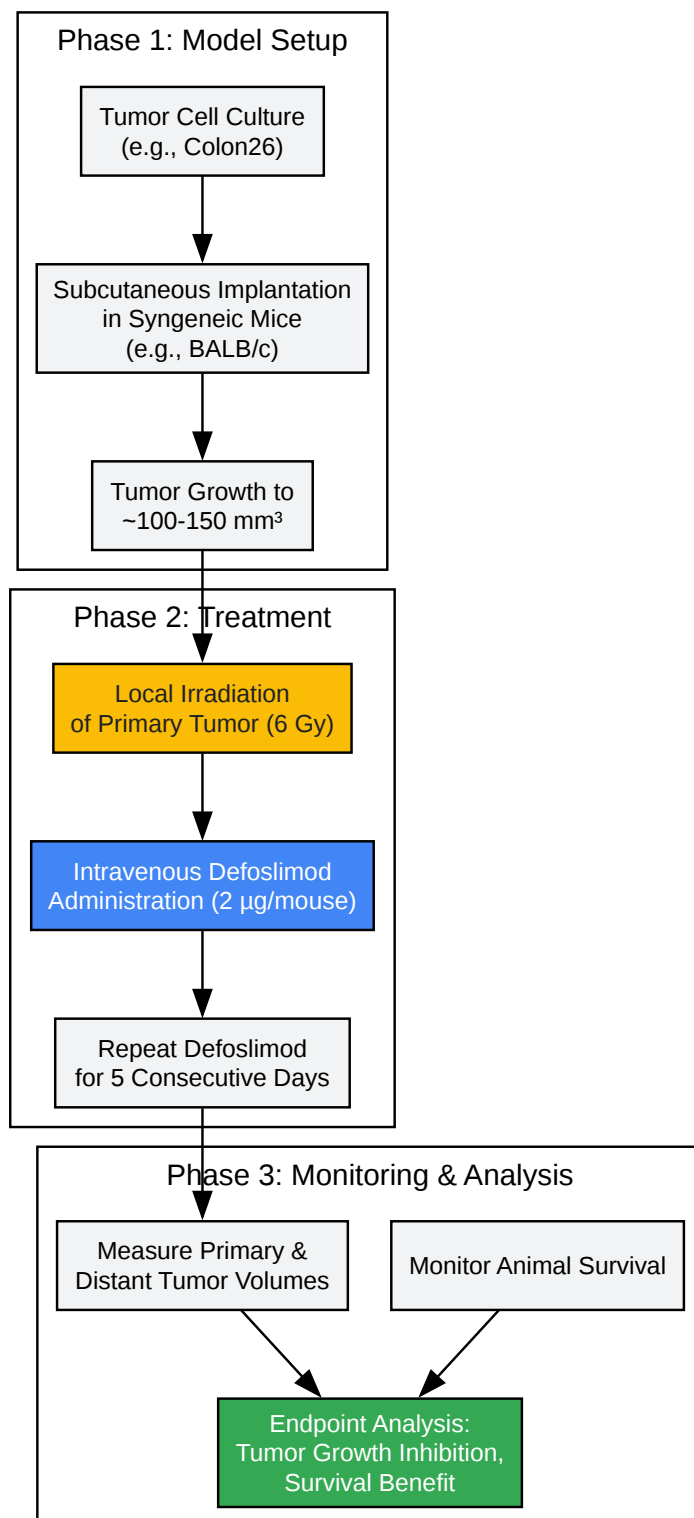 Phase 1: Model Setup
Tumor Cell Culture
(e.g., Colon26)
Subcutaneous Implantation
in Syngeneic Mice
(e.g., BALB/c)
Tumor Growth to
~100-150 mm³
Phase 2: Treatment
Local Irradiation
of Primary Tumor (6 Gy)
Intravenous Defoslimod
Administration (2 µg/mouse)
Repeat Defoslimod
for 5 Consecutive Days
Phase 3: Monitoring & Analysis
Measure Primary &
Distant Tumor Volumes
Monitor Animal Survival
Endpoint Analysis:
Tumor Growth Inhibition,
Survival Benefit